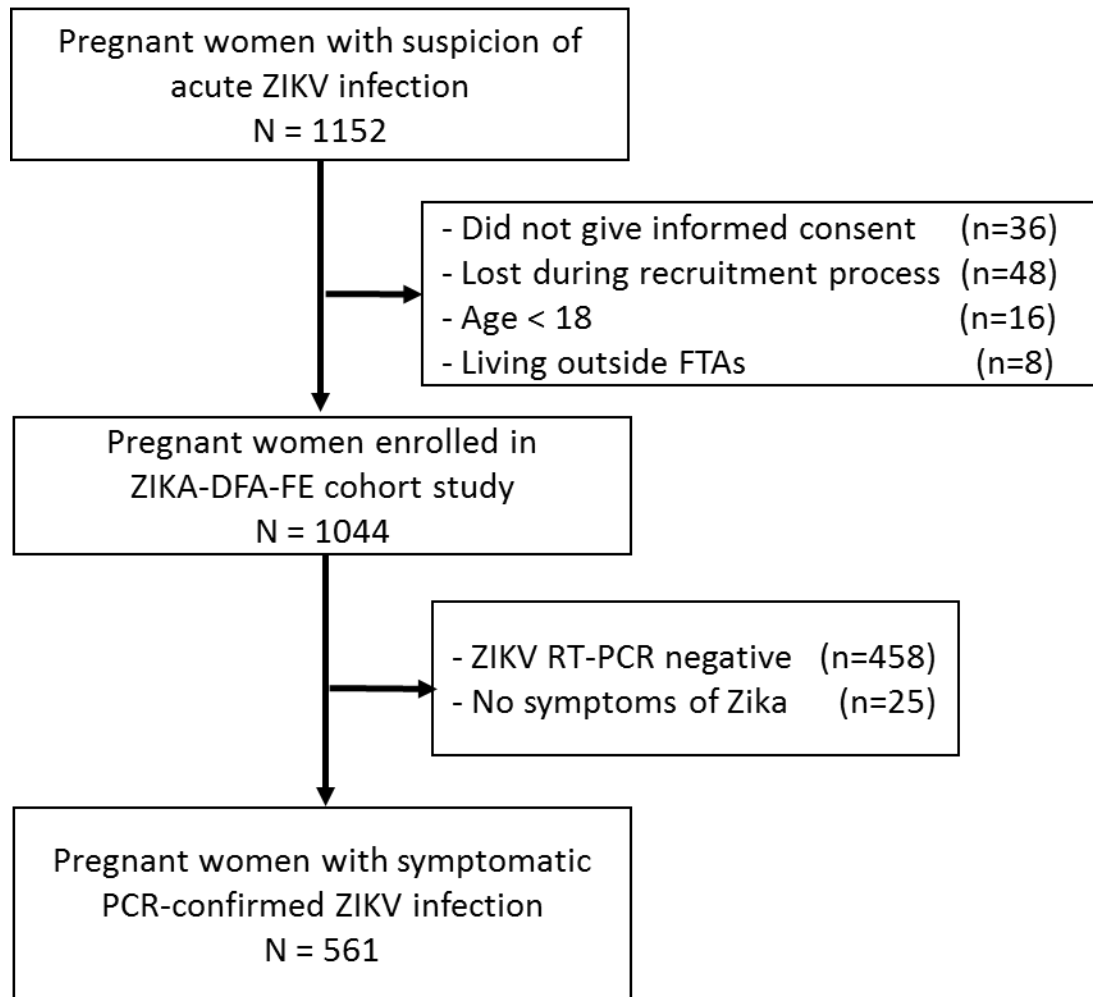 Pregnant women with suspicion of
acute ZIKV infection
N = 1152
- Did not give informed consent (n=36)
- Lost during recruitment process (n=48)
- Age < 18 (n=16)
- Living outside FTAs (n=8)
Pregnant women enrolled in
ZIKA-DFA-FE cohort study
N = 1044
- ZIKV RT-PCR negative (n=458)
- No symptoms of Zika (n=25)
Pregnant women with symptomatic
PCR-confirmed ZIKV infection
N = 561